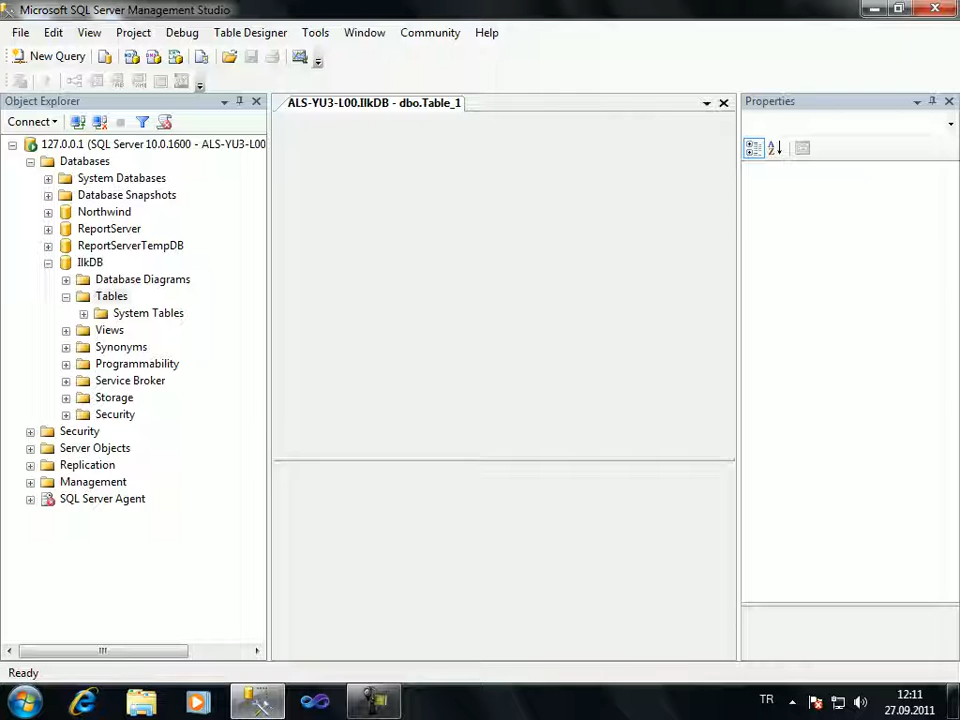 Microsoft SQL Server Management Studio
File Edit View Project Debug Table Designer Tools Window Community Help
New Query
Object Explorer
ALS-YU3-L00.IlkDB - dbo.Table_1
Properties
Connect
127.0.0.1 (SQL Server 10.0.1600 - ALS-YU3-L00
Databases
System Databases
Database Snapshots
Northwind
ReportServer
ReportServerTempDB
IlkDB
Database Diagrams
Tables
System Tables
Views
Synonyms
Programmability
Service Broker
Storage
Security
Security
Server Objects
Replication
Management
SQL Server Agent
Ready
TR
12:11
27.09.2011